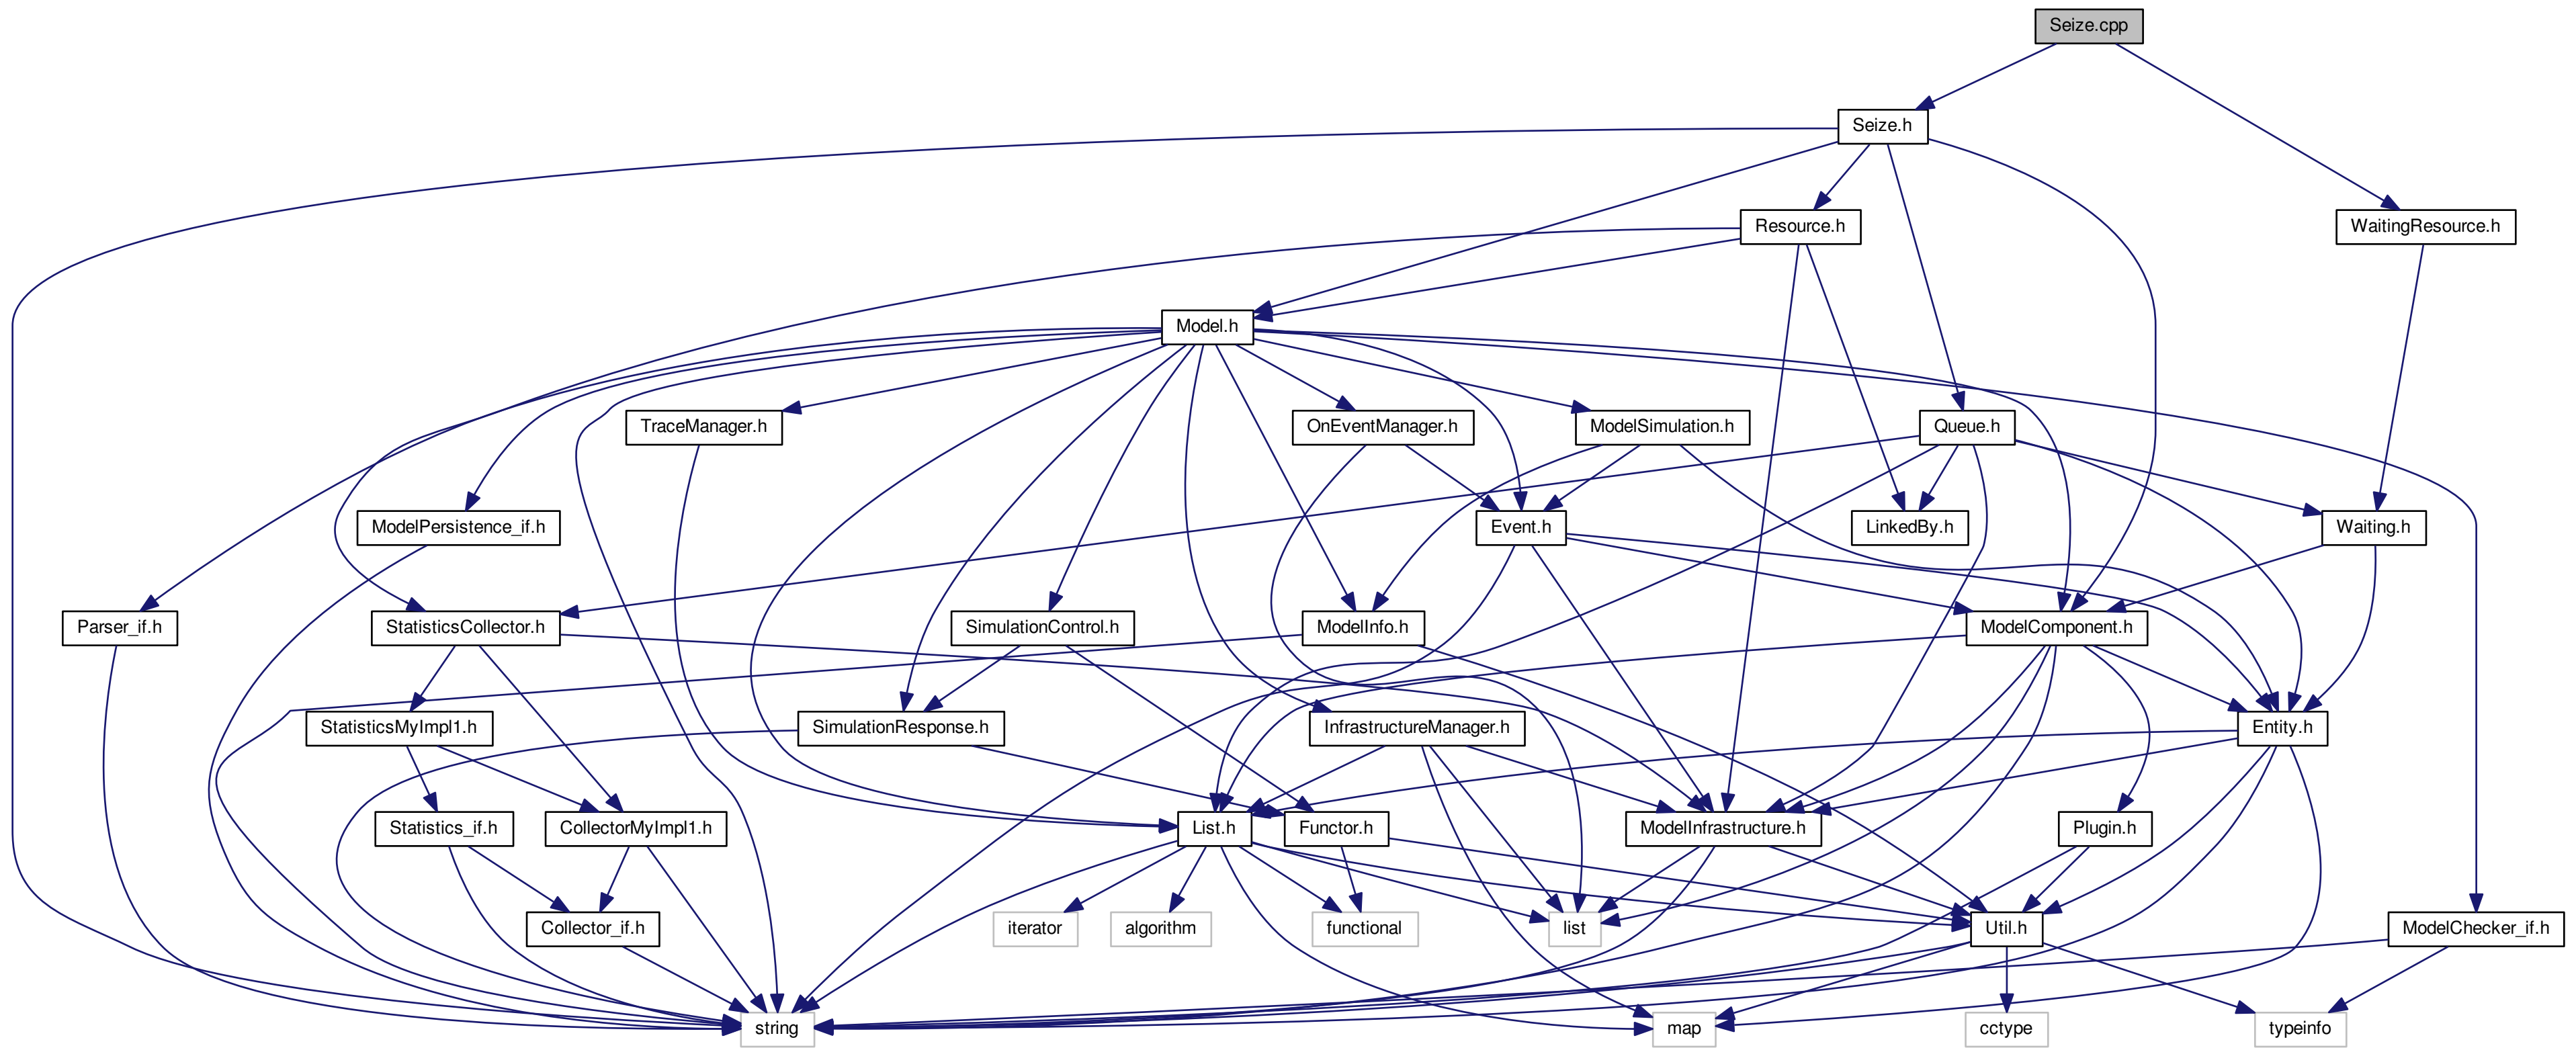 Seize.cpp
Seize.h
Resource.h
WaitingResource.h
Model.h
TraceManager.h
OnEventManager.h
ModelSimulation.h
Queue.h
ModelPersistence_if.h
Event.h
LinkedBy.h
Waiting.h
Parser_if.h
StatisticsCollector.h
SimulationControl.h
ModelInfo.h
ModelComponent.h
StatisticsMyImpl1.h
SimulationResponse.h
InfrastructureManager.h
Entity.h
Statistics_if.h
CollectorMyImpl1.h
List.h
Functor.h
ModelInfrastructure.h
Plugin.h
Collector_if.h
iterator
algorithm
functional
list
Util.h
ModelChecker_if.h
string
map
cctype
typeinfo